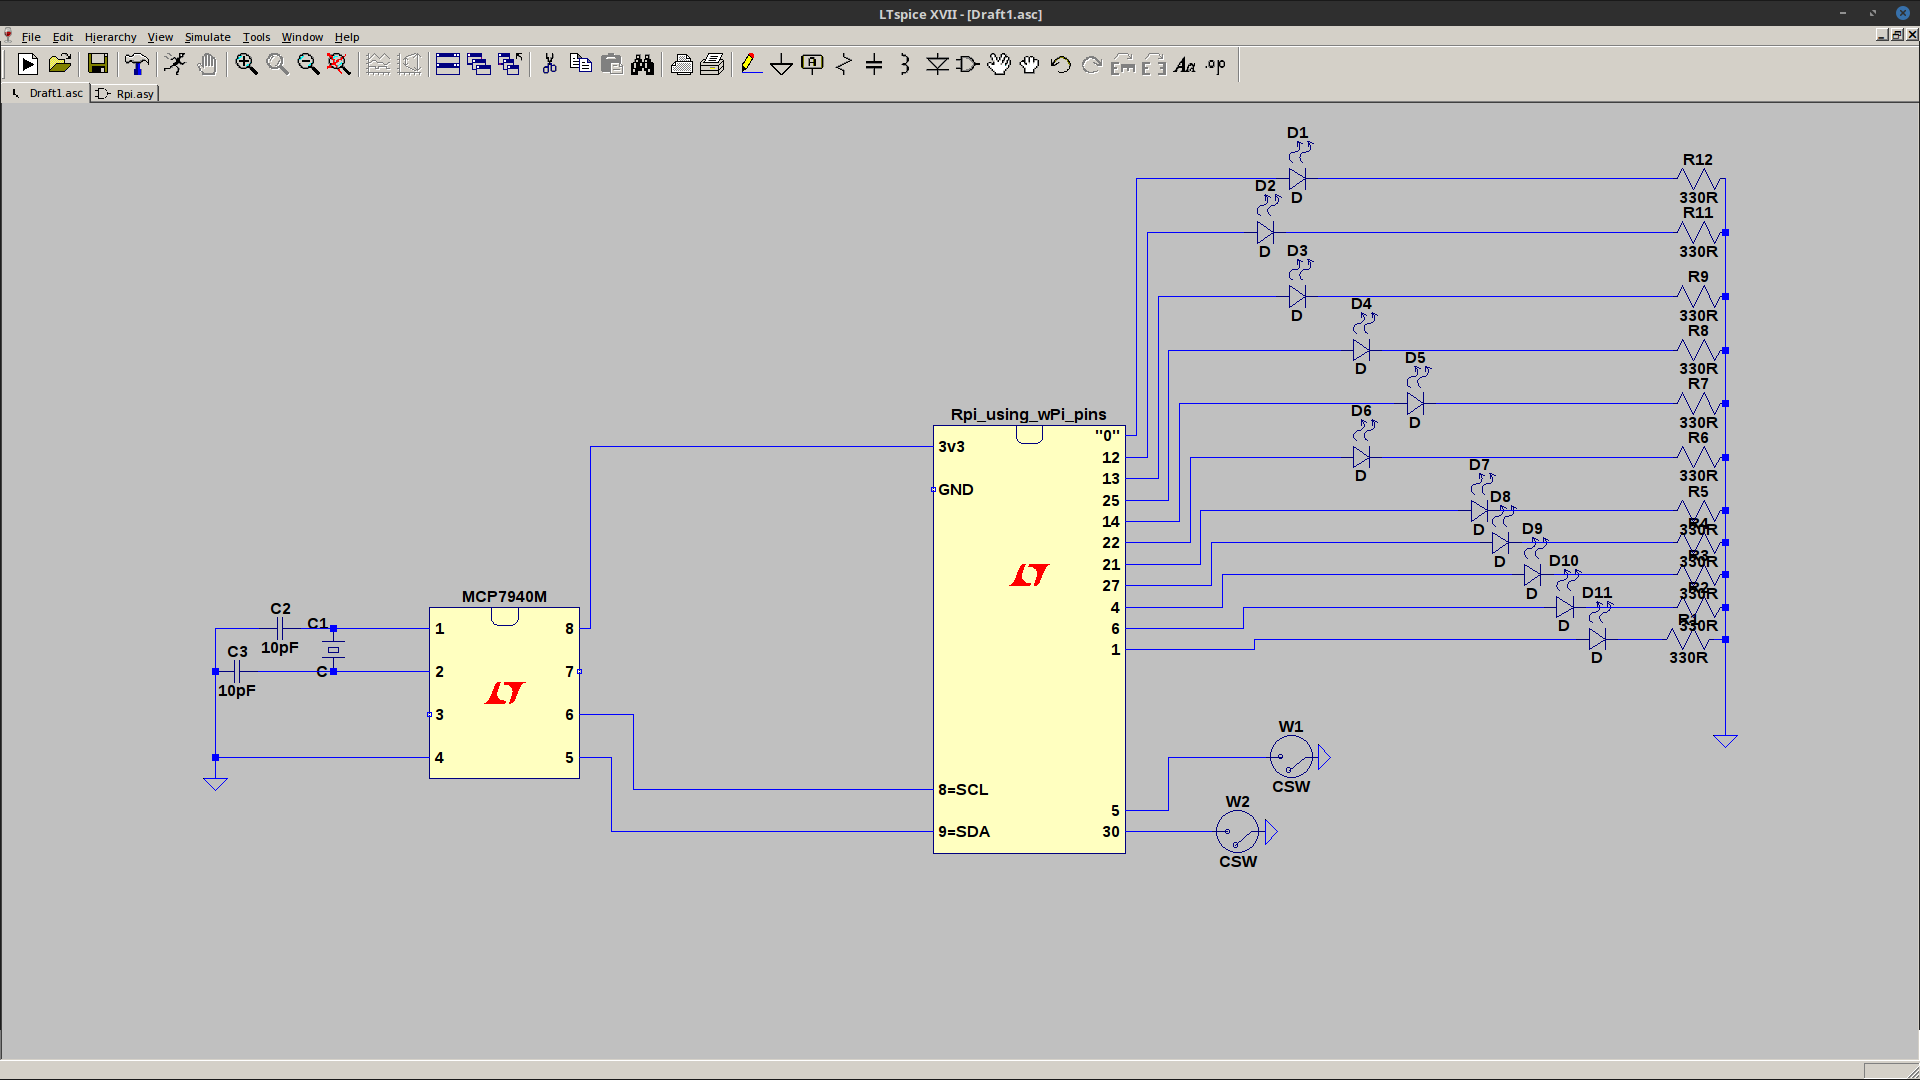 LTspice XVII - [Draft1.asc]
File Edit Hierarchy View Simulate Tools Window Help
A
Aa .op
Draft1.asc Rpi.asy
D1
D
R12
330R
D2
D
R11
330R
D3
D
R9
330R
D4
D
R8
330R
D5
D
R7
330R
D6
D
R6
330R
D7
D
R5
330R
D8
D
R4
330R
D9
D
R3
330R
D10
D
R2
330R
D11
D
R1
330R
Rpi_using_wPi_pins
3v3
GND
8=SCL
9=SDA
"0"
12
13
25
14
22
21
27
4
6
1
5
30
MCP7940M
1
2
3
4
8
7
6
5
C2
10pF
C1
C
C3
10pF
W1
CSW
W2
CSW